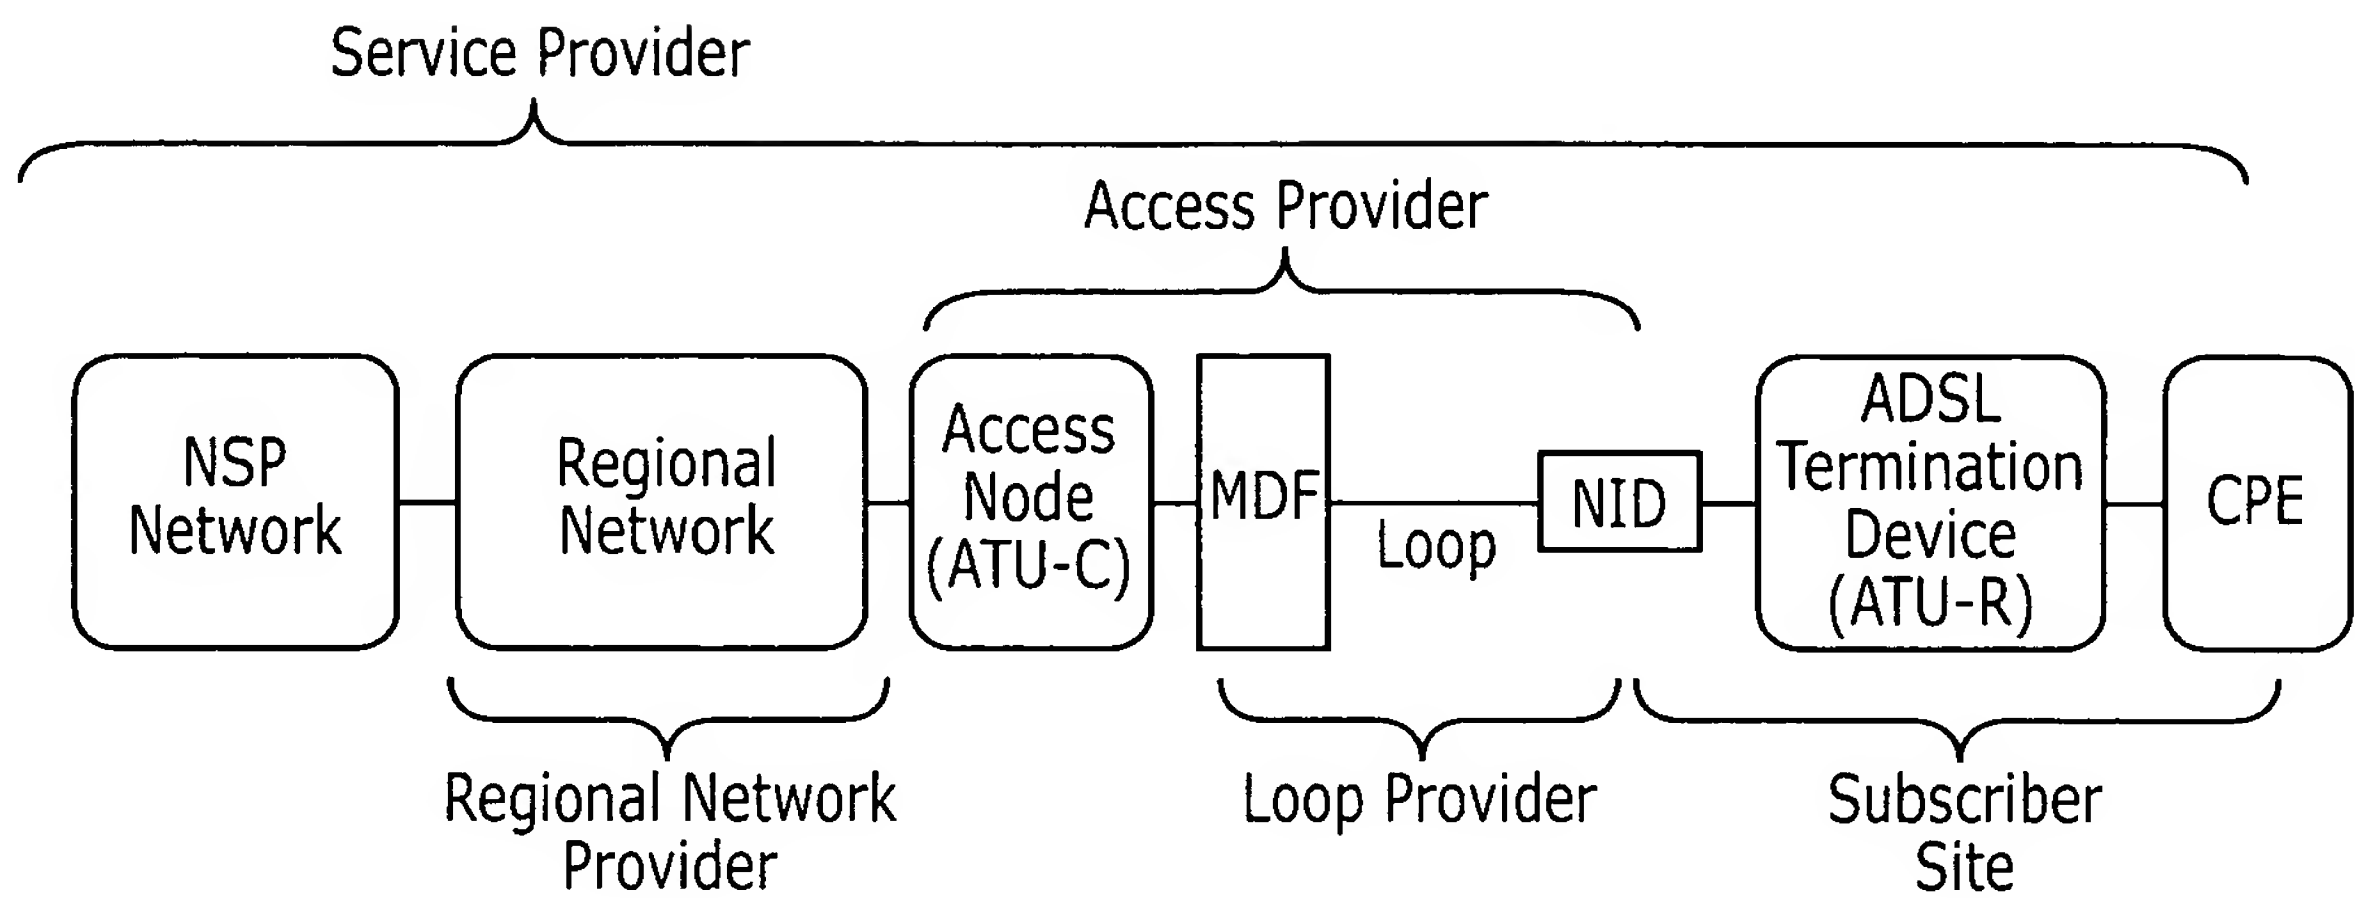 Service Provider
Access Provider
NSP
Network
Regional
Network
Access
Node
(ATU-C)
MDF
Loop
NID
ADSL
Termination
Device
(ATU-R)
CPE
Regional Network
Provider
Loop Provider
Subscriber
Site